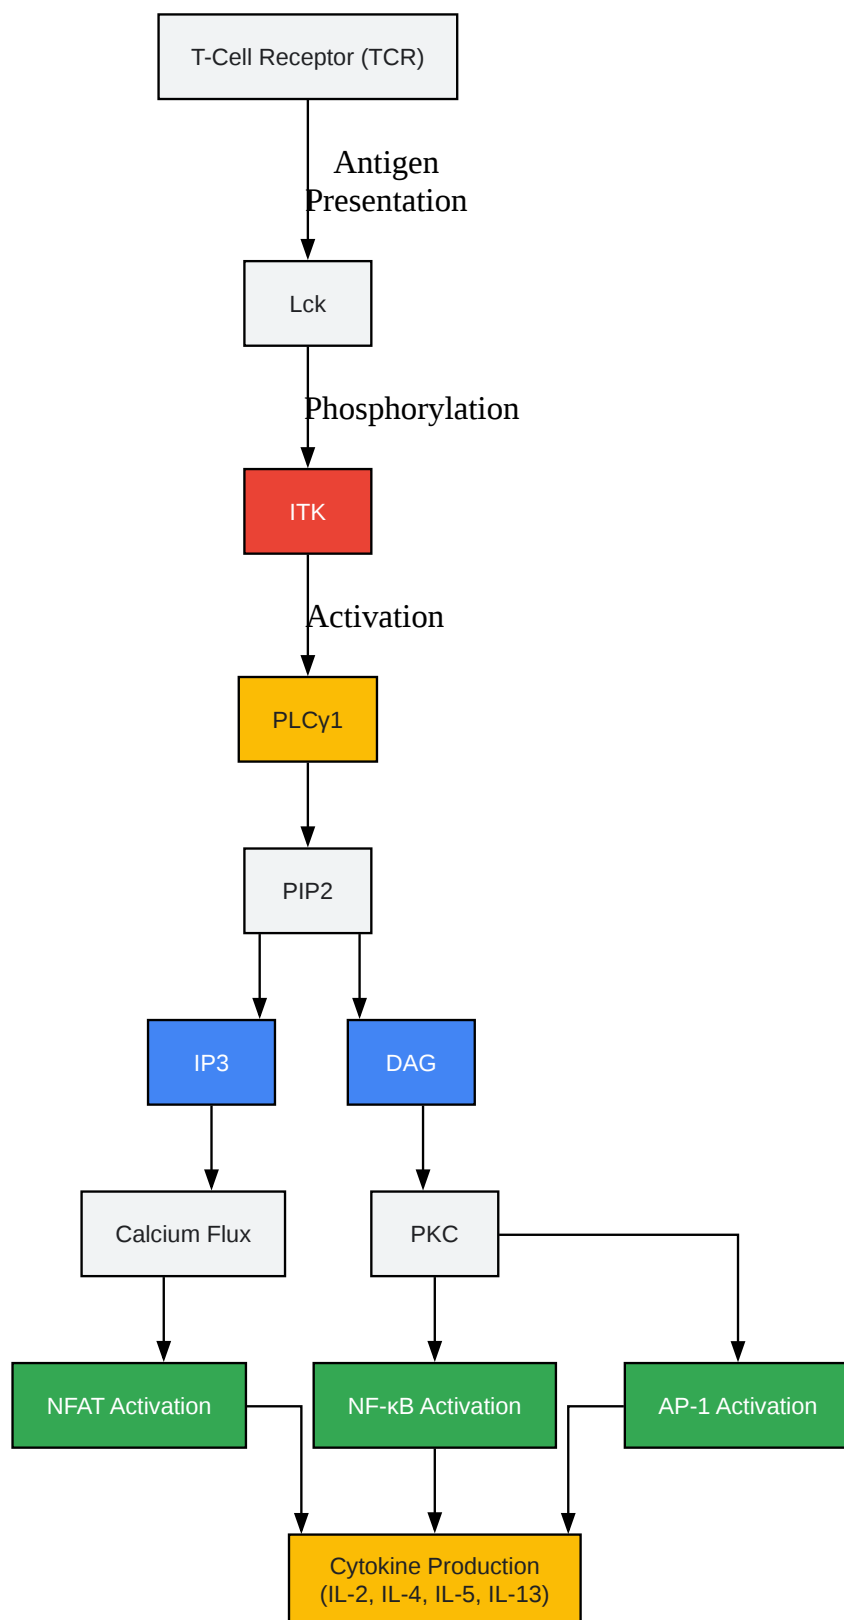 T-Cell Receptor (TCR)
Antigen
Presentation
Lck
Phosphorylation
ITK
Activation
PLCγ1
PIP2
IP3
DAG
Calcium Flux
PKC
NFAT Activation
NF-κB Activation
AP-1 Activation
Cytokine Production
(IL-2, IL-4, IL-5, IL-13)